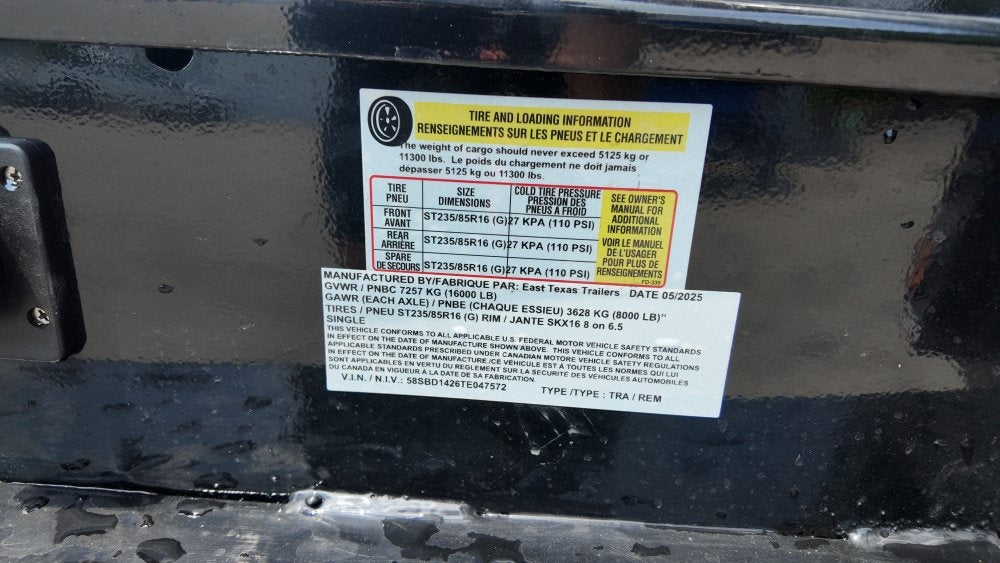 TIRE AND LOADING INFORMATION
RENSEIGNEMENTS SUR LES PNEUS ET LE CHARGEMENT
The weight of cargo should never exceed 5125 kg or
11300 lbs. Le poids du chargement ne doit jamais
dépasser 5125 kg ou 11300 lbs.
TIRE PNEU SIZE DIMENSIONS COLD TIRE PRESSURE PRESSION DES PNEUS À FROID
FRONT AVANT ST235/85R16 (G) 27 KPA (110 PSI)
REAR ARRIÈRE ST235/85R16 (G) 27 KPA (110 PSI)
SPARE DE SECOURS ST235/85R16 (G) 27 KPA (110 PSI)
SEE OWNER'S
MANUAL FOR
ADDITIONAL
INFORMATION
VOIR LE MANUEL
DE L'USAGER
POUR PLUS DE
RENSEIGNEMENTS
MANUFACTURED BY/FABRIQUE PAR: East Texas Trailers DATE 05/2025
GVWR / PNBC 7257 KG (16000 LB)
GAWR (EACH AXLE) / PNBE (CHAQUE ESSIEU) 3628 KG (8000 LB)"
TIRES / PNEU ST235/85R16 (G) RIM / JANTE SKX16 8 on 6.5
SINGLE
THIS VEHICLE CONFORMS TO ALL APPLICABLE U.S. FEDERAL MOTOR VEHICLE SAFETY STANDARDS
IN EFFECT ON THE DATE OF MANUFACTURE SHOWN ABOVE. THIS VEHICLE CONFORMS TO ALL
APPLICABLE STANDARDS PRESCRIBED UNDER CANADIAN MOTORE VEHICLE SAFETY REGULATIONS
IN EFFECT ON THE DATE OF MANUFACTURE /CE VÉHICULE EST À TOUTES LES NORMES QUI LUI
SONT APPLICABLES EN VERTU DU RÈGLEMENT SUR LA SECURITÉ DES VÉHICULES AUTOMOBILES
DU CANADA EN VIGUEUR À LA DATE DE SA FABRICATION.
V.I.N. / N.I.V.: 58SBD1426TE047572 TYPE /TYPE : TRA / REM